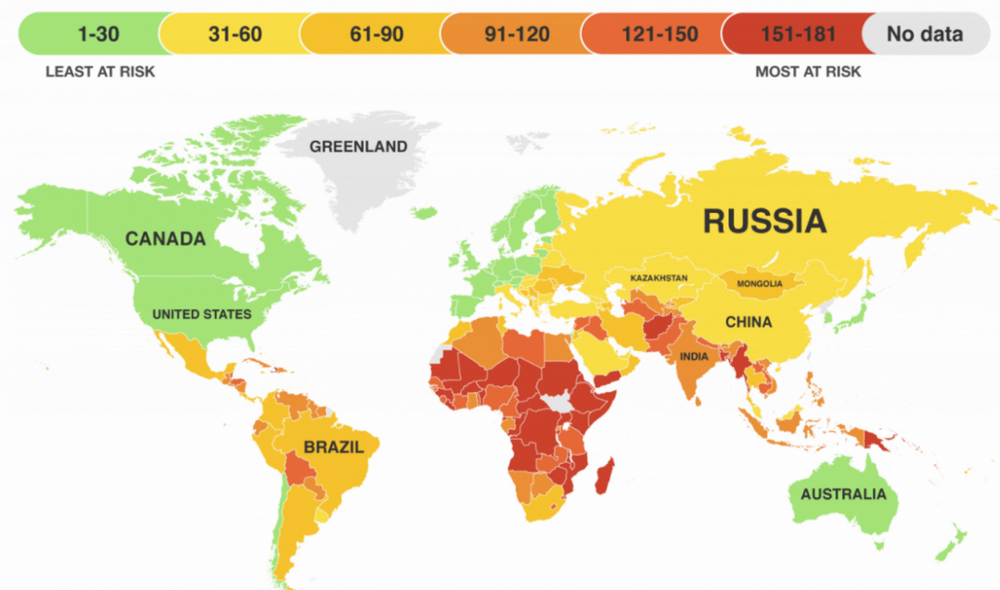 1-30
31-60
61-90
91-120
121-150
151-181
No data
LEAST AT RISK
MOST AT RISK
GREENLAND
RUSSIA
CANADA
KAZAKHSTAN
MONGOLIA
UNITED STATES
CHINA
INDIA
BRAZIL
AUSTRALIA